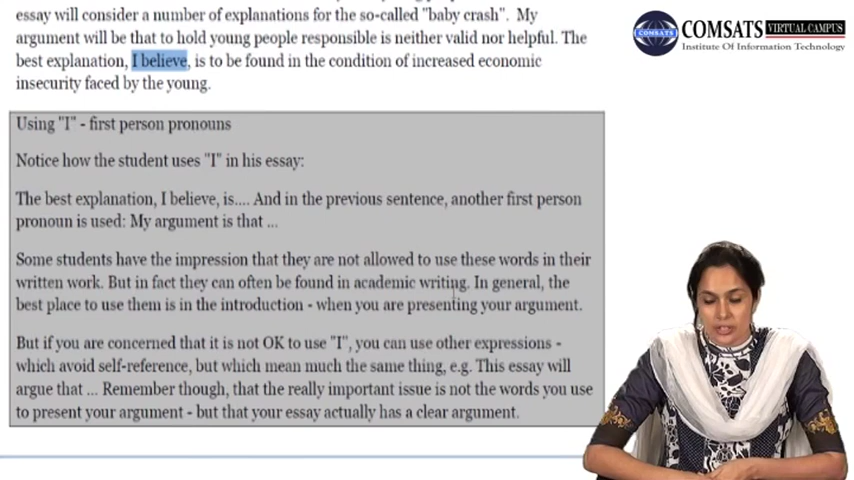 essay will consider a number of explanations for the so-called "baby crash". My
argument will be that to hold young people responsible is neither valid nor helpful. The
best explanation, I believe, is to be found in the condition of increased economic
insecurity faced by the young.
Using "I" - first person pronouns
Notice how the student uses "I" in his essay:
The best explanation, I believe, is.... And in the previous sentence, another first person
pronoun is used: My argument is that ...
Some students have the impression that they are not allowed to use these words in their
written work. But in fact they can often be found in academic writing. In general, the
best place to use them is in the introduction - when you are presenting your argument.
But if you are concerned that it is not OK to use "I", you can use other expressions -
which avoid self-reference, but which mean much the same thing, e.g. This essay will
argue that ... Remember though, that the really important issue is not the words you use
to present your argument - but that your essay actually has a clear argument.
COMSATS
COMSATS VIRTUAL CAMPUS
Institute Of Information Technology